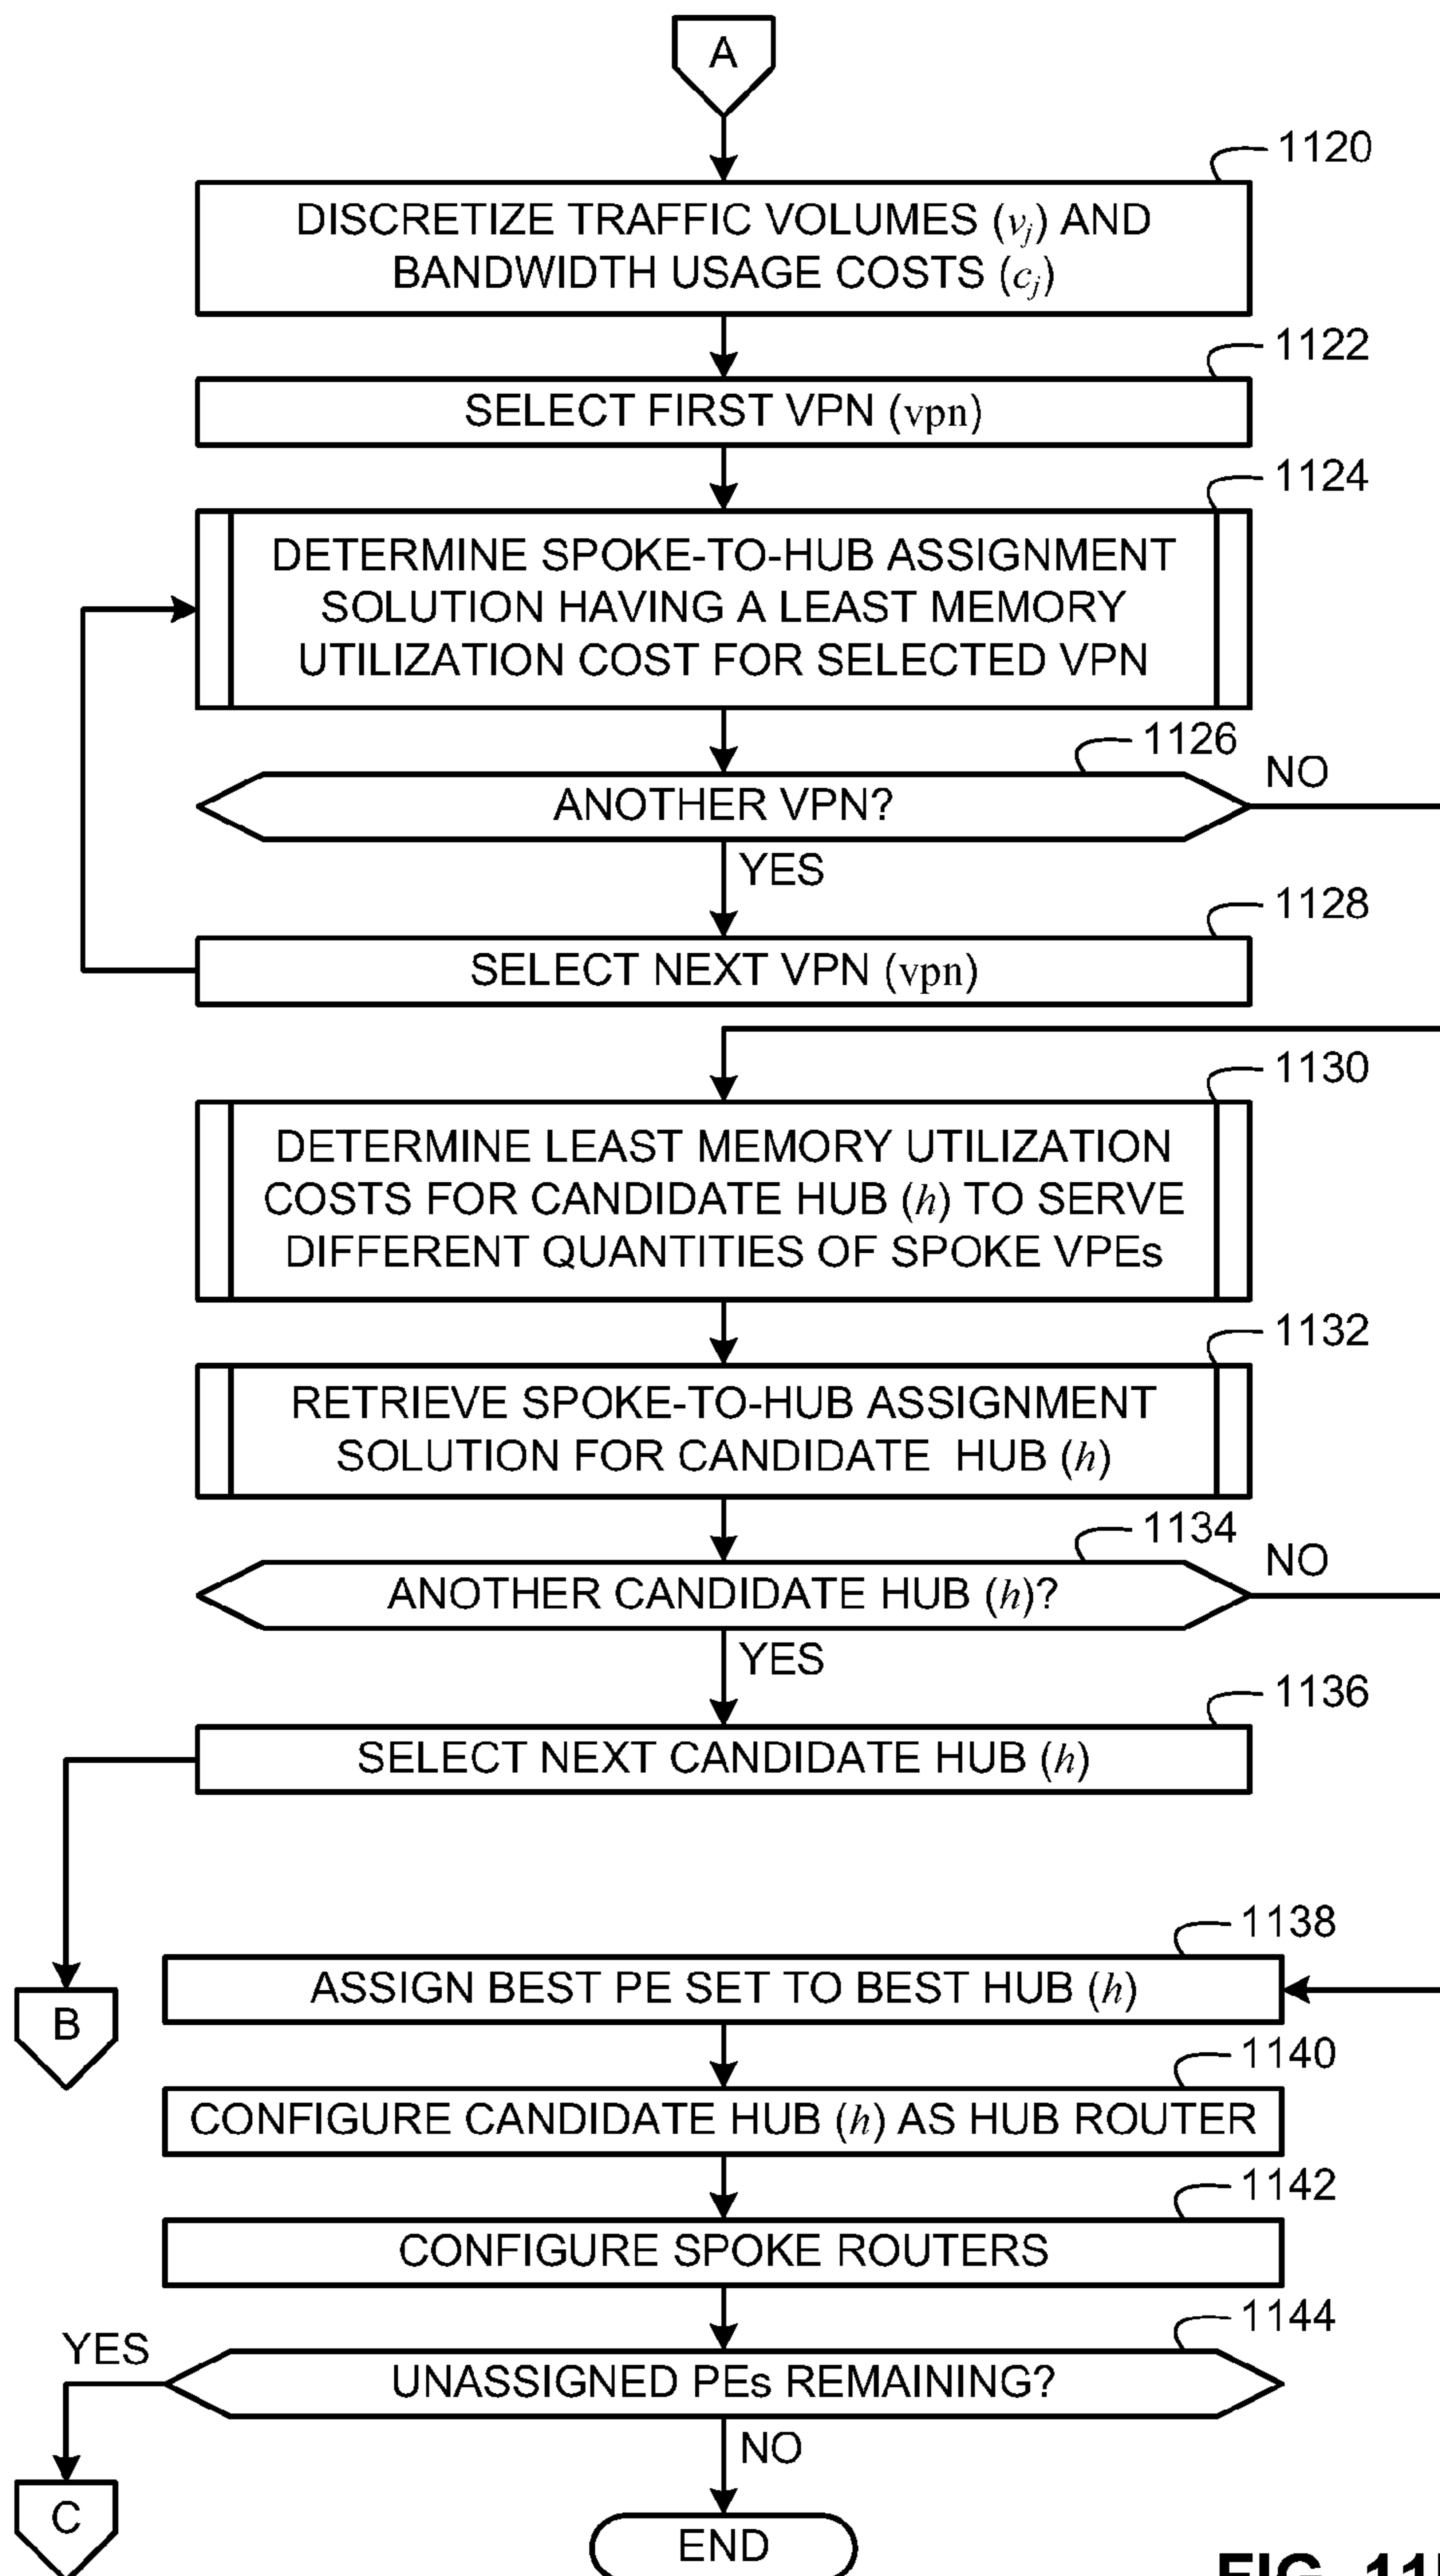 A
1120
DISCRETIZE TRAFFIC VOLUMES (vj) AND
BANDWIDTH USAGE COSTS (cj)
1122
SELECT FIRST VPN (vpn)
1124
DETERMINE SPOKE-TO-HUB ASSIGNMENT
SOLUTION HAVING A LEAST MEMORY
UTILIZATION COST FOR SELECTED VPN
1126
NO
ANOTHER VPN?
YES
1128
SELECT NEXT VPN (vpn)
1130
DETERMINE LEAST MEMORY UTILIZATION
COSTS FOR CANDIDATE HUB (h) TO SERVE
DIFFERENT QUANTITIES OF SPOKE VPEs
1132
RETRIEVE SPOKE-TO-HUB ASSIGNMENT
SOLUTION FOR CANDIDATE HUB (h)
1134
NO
ANOTHER CANDIDATE HUB (h)?
YES
1136
SELECT NEXT CANDIDATE HUB (h)
1138
ASSIGN BEST PE SET TO BEST HUB (h)
B
1140
CONFIGURE CANDIDATE HUB (h) AS HUB ROUTER
1142
CONFIGURE SPOKE ROUTERS
1144
YES
UNASSIGNED PEs REMAINING?
NO
C
END
FIG.